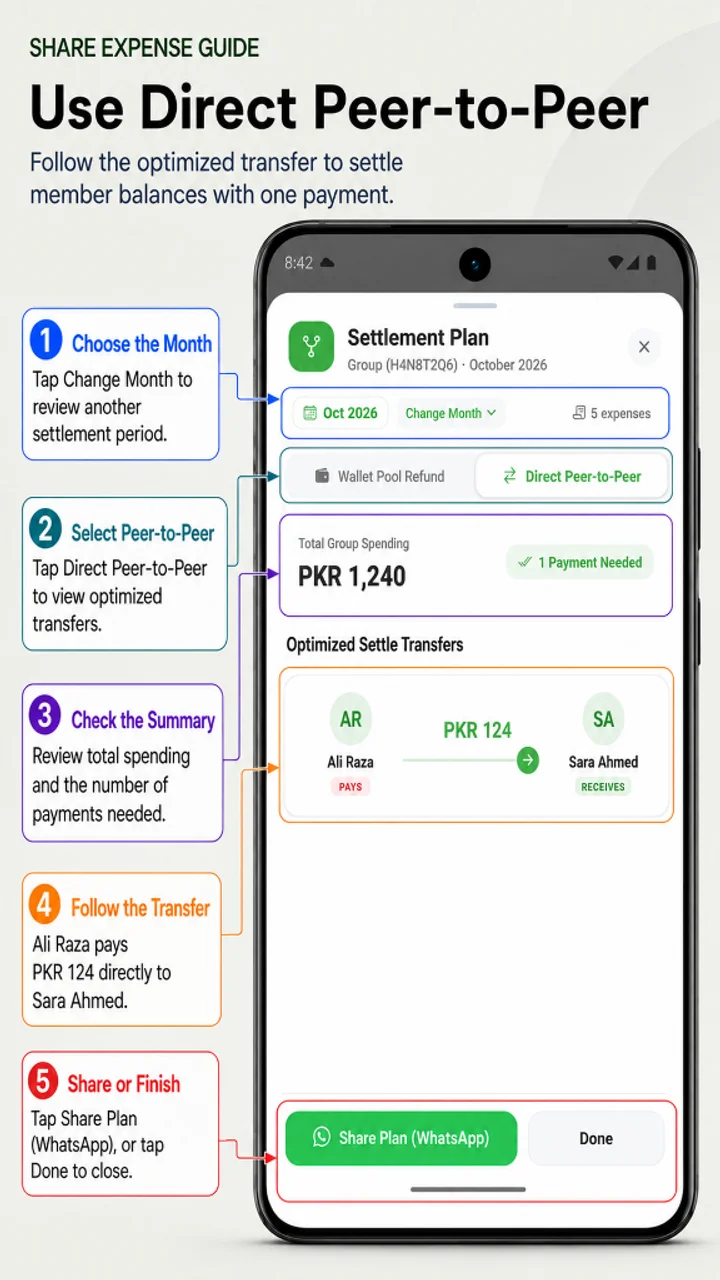 SHARE EXPENSE GUIDE
Use Direct Peer-to-Peer
Follow the optimized transfer to settle
member balances with one payment.
1 Choose the Month
Tap Change Month to
review another
settlement period.
2 Select Peer-to-Peer
Tap Direct Peer-to-Peer
to view optimized
transfers.
3 Check the Summary
Review total spending
and the number of
payments needed.
4 Follow the Transfer
Ali Raza pays
PKR 124 directly to
Sara Ahmed.
5 Share or Finish
Tap Share Plan
(WhatsApp), or tap
Done to close.
8:42
Settlement Plan
Group (H4N8T2Q6) · October 2026
Oct 2026 Change Month 5 expenses
Wallet Pool Refund Direct Peer-to-Peer
Total Group Spending
PKR 1,240
1 Payment Needed
Optimized Settle Transfers
AR PKR 124 SA
Ali Raza Sara Ahmed
PAYS RECEIVES
Share Plan (WhatsApp) Done